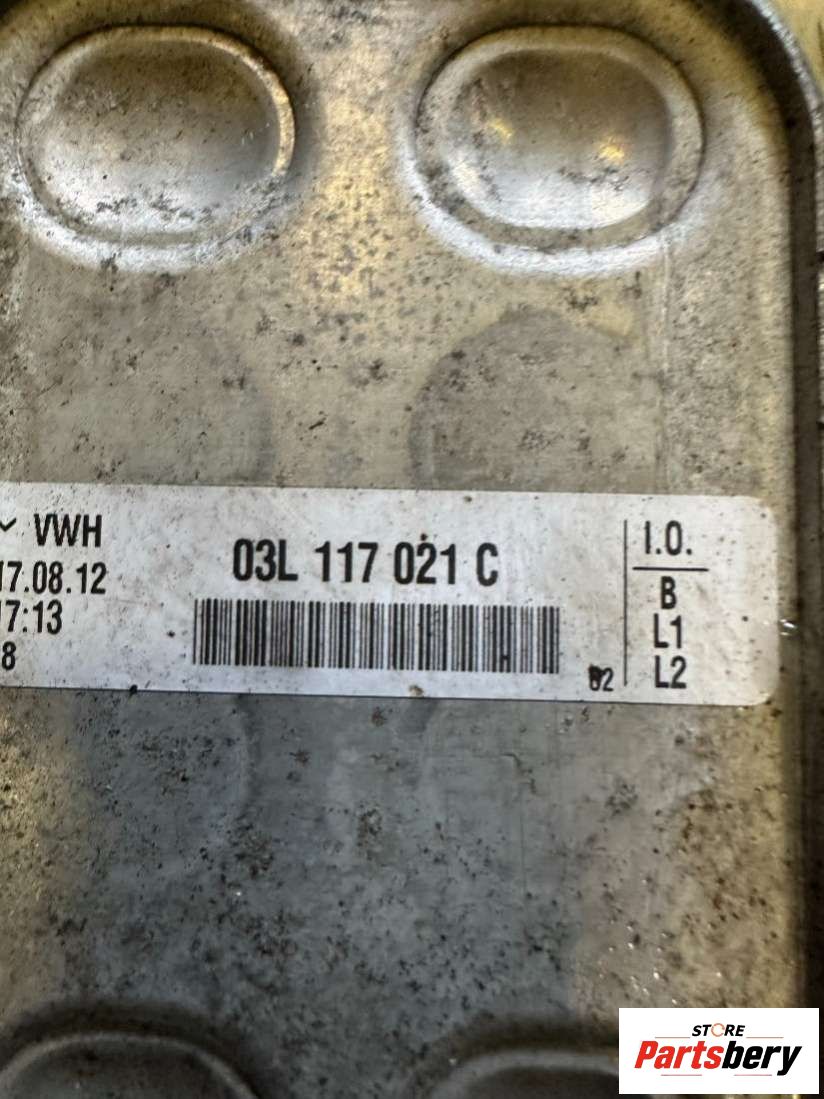 VWH
17.08.12
17:13
8
03L 117 021 C
02
I.O.
B
L1
L2
STORE
Partsbery